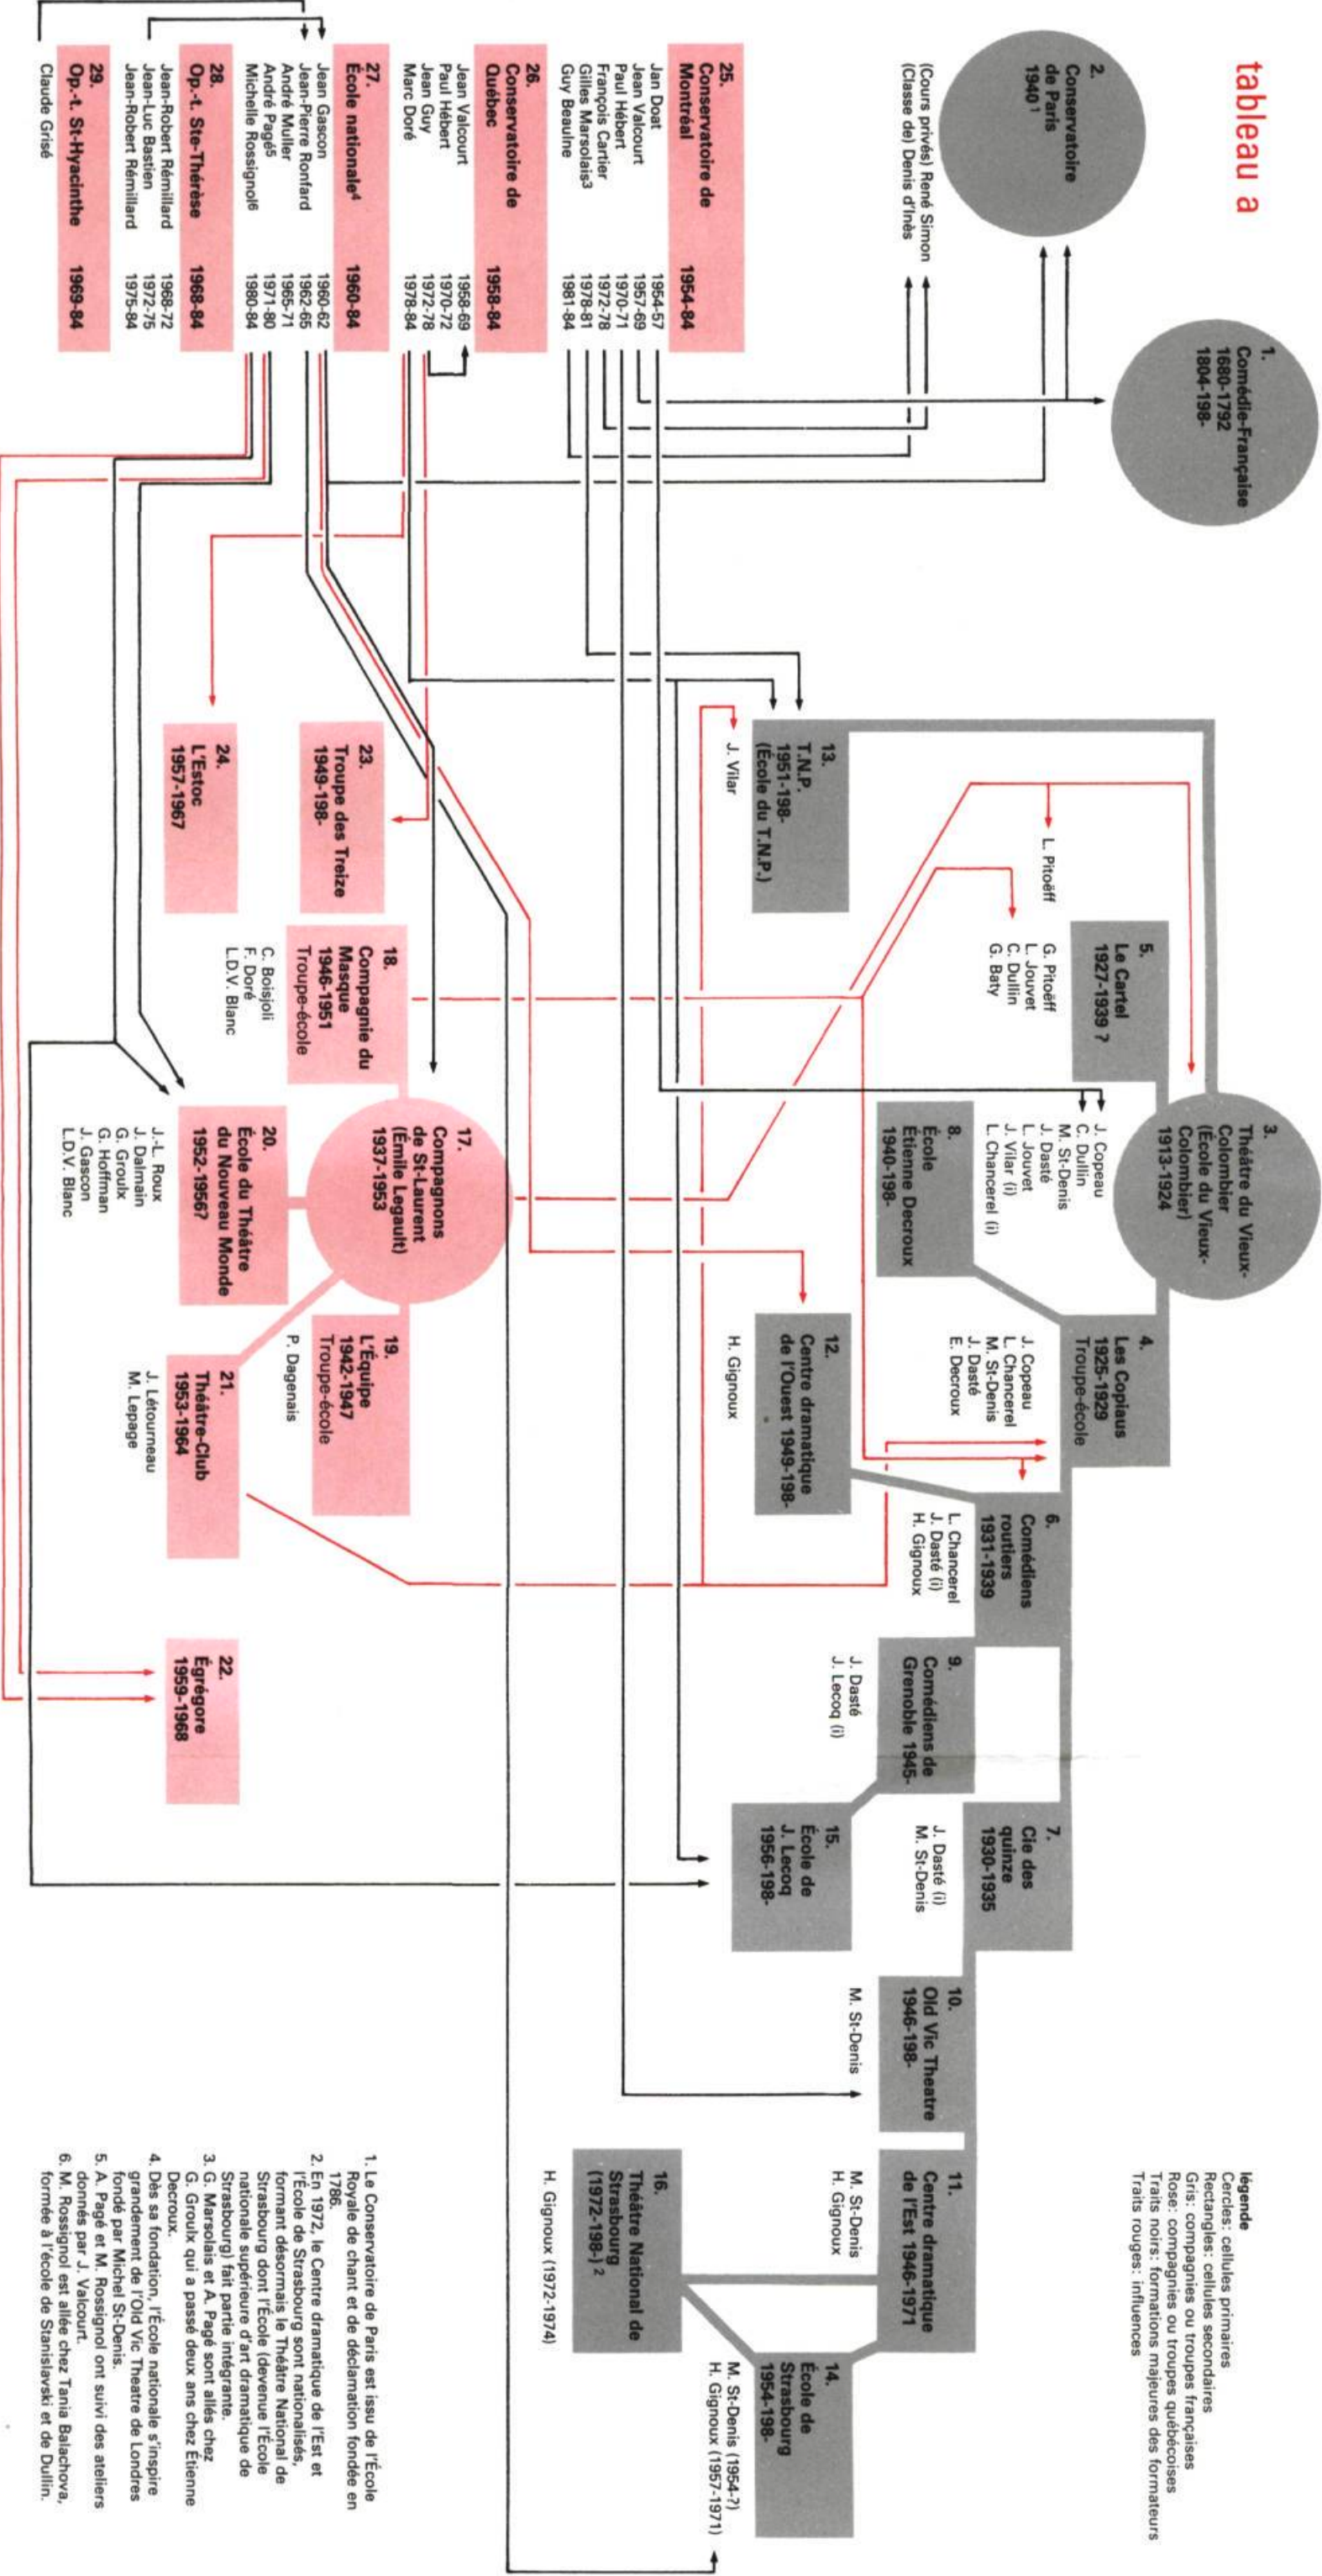 tableau a
1.
Comédie-Française
1680-1792
1804-198-
2.
Conservatoire
de Paris
1940¹
(Cours privés) René Simon
(Classe de) Denis d'Inès
3.
Théâtre du Vieux-
Colombier
(École du Vieux-
Colombier)
1913-1924
J. Copeau
C. Dullin
M. St-Denis
J. Dasté
L. Jouvet
J. Vilar (i)
L. Chancerel (i)
4.
Les Copiaus
1925-1929
Troupe-école
J. Copeau
L. Chancerel
M. St-Denis
J. Dasté
E. Decroux
5.
Le Cartel
1927-1939 ?
G. Pitoëff
L. Jouvet
C. Dullin
G. Baty
L. Pitoëff
6.
Comédiens
routiers
1931-1939
L. Chancerel
J. Dasté (i)
H. Gignoux
7.
Cie des
quinze
1930-1935
J. Dasté (i)
M. St-Denis
8.
École
Étienne Decroux
1940-198-
9.
Comédiens de
Grenoble 1945-
J. Dasté
J. Lecoq (i)
10.
Old Vic Theatre
1946-198-
M. St-Denis
11.
Centre dramatique
de l'Est 1946-1971
M. St-Denis
H. Gignoux
12.
Centre dramatique
de l'Ouest 1949-198-
H. Gignoux
13.
T.N.P.
1951-198-
(École du T.N.P.)
J. Vilar
14.
École de
Strasbourg
1954-198-
M. St-Denis (1954-?)
H. Gignoux (1957-1971)
15.
École de
J. Lecoq
1956-198-
16.
Théâtre National de
Strasbourg
(1972-198-) ²
H. Gignoux (1972-1974)
17.
Compagnons
de St-Laurent
(Émile Legault)
1937-1953
18.
Compagnie du
Masque
1946-1951
Troupe-école
C. Boisjoli
F. Doré
L.D.V. Blanc
19.
L'Équipe
1942-1947
Troupe-école
P. Dagenais
20.
École du Théâtre
du Nouveau Monde
1952-1956?
J.-L. Roux
J. Dalmain
G. Groulx
G. Hoffman
J. Gascon
L.D.V. Blanc
21.
Théâtre-Club
1953-1964
J. Létourneau
M. Lepage
22.
Égrégore
1959-1968
23.
Troupe des Treize
1949-198-
24.
L'Estoc
1957-1967
25.
Conservatoire de
Montréal 1954-84
Jan Doat 1954-57
Jean Valcourt 1957-69
Paul Hébert 1970-71
François Cartier 1972-78
Gilles Marsolais³ 1978-81
Guy Beaulne 1981-84
26.
Conservatoire de
Québec 1958-84
Jean Valcourt 1958-69
Paul Hébert 1970-72
Jean Guy 1972-78
Marc Doré 1978-84
27.
École nationale⁴ 1960-84
Jean Gascon 1960-62
Jean-Pierre Ronfard 1962-65
André Muller 1965-71
André Pagé⁵ 1971-80
Michelle Rossignol⁶ 1980-84
28.
Op.-t. Ste-Thérèse 1968-84
Jean-Robert Rémillard 1968-72
Jean-Luc Bastien 1972-75
Jean-Robert Rémillard 1975-84
29.
Op.-t. St-Hyacinthe 1969-84
Claude Grisé
légende
Cercles: cellules primaires
Rectangles: cellules secondaires
Gris: compagnies ou troupes françaises
Rose: compagnies ou troupes québécoises
Traits noirs: formations majeures des formateurs
Traits rouges: influences
1. Le Conservatoire de Paris est issu de l'École
Royale de chant et de déclamation fondée en
1786.
2. En 1972, le Centre dramatique de l'Est et
l'École de Strasbourg sont nationalisés,
formant désormais le Théâtre National de
Strasbourg dont l'École (devenue l'École
nationale supérieure d'art dramatique de
Strasbourg) fait partie intégrante.
3. G. Marsolais et A. Pagé sont allés chez
G. Groulx qui a passé deux ans chez Étienne
Decroux.
4. Dès sa fondation, l'École nationale s'inspire
grandement de l'Old Vic Theatre de Londres
fondé par Michel St-Denis.
5. A. Pagé et M. Rossignol ont suivi des ateliers
donnés par J. Valcourt.
6. M. Rossignol est allée chez Tania Balachova,
formée à l'école de Stanislavski et de Dullin.